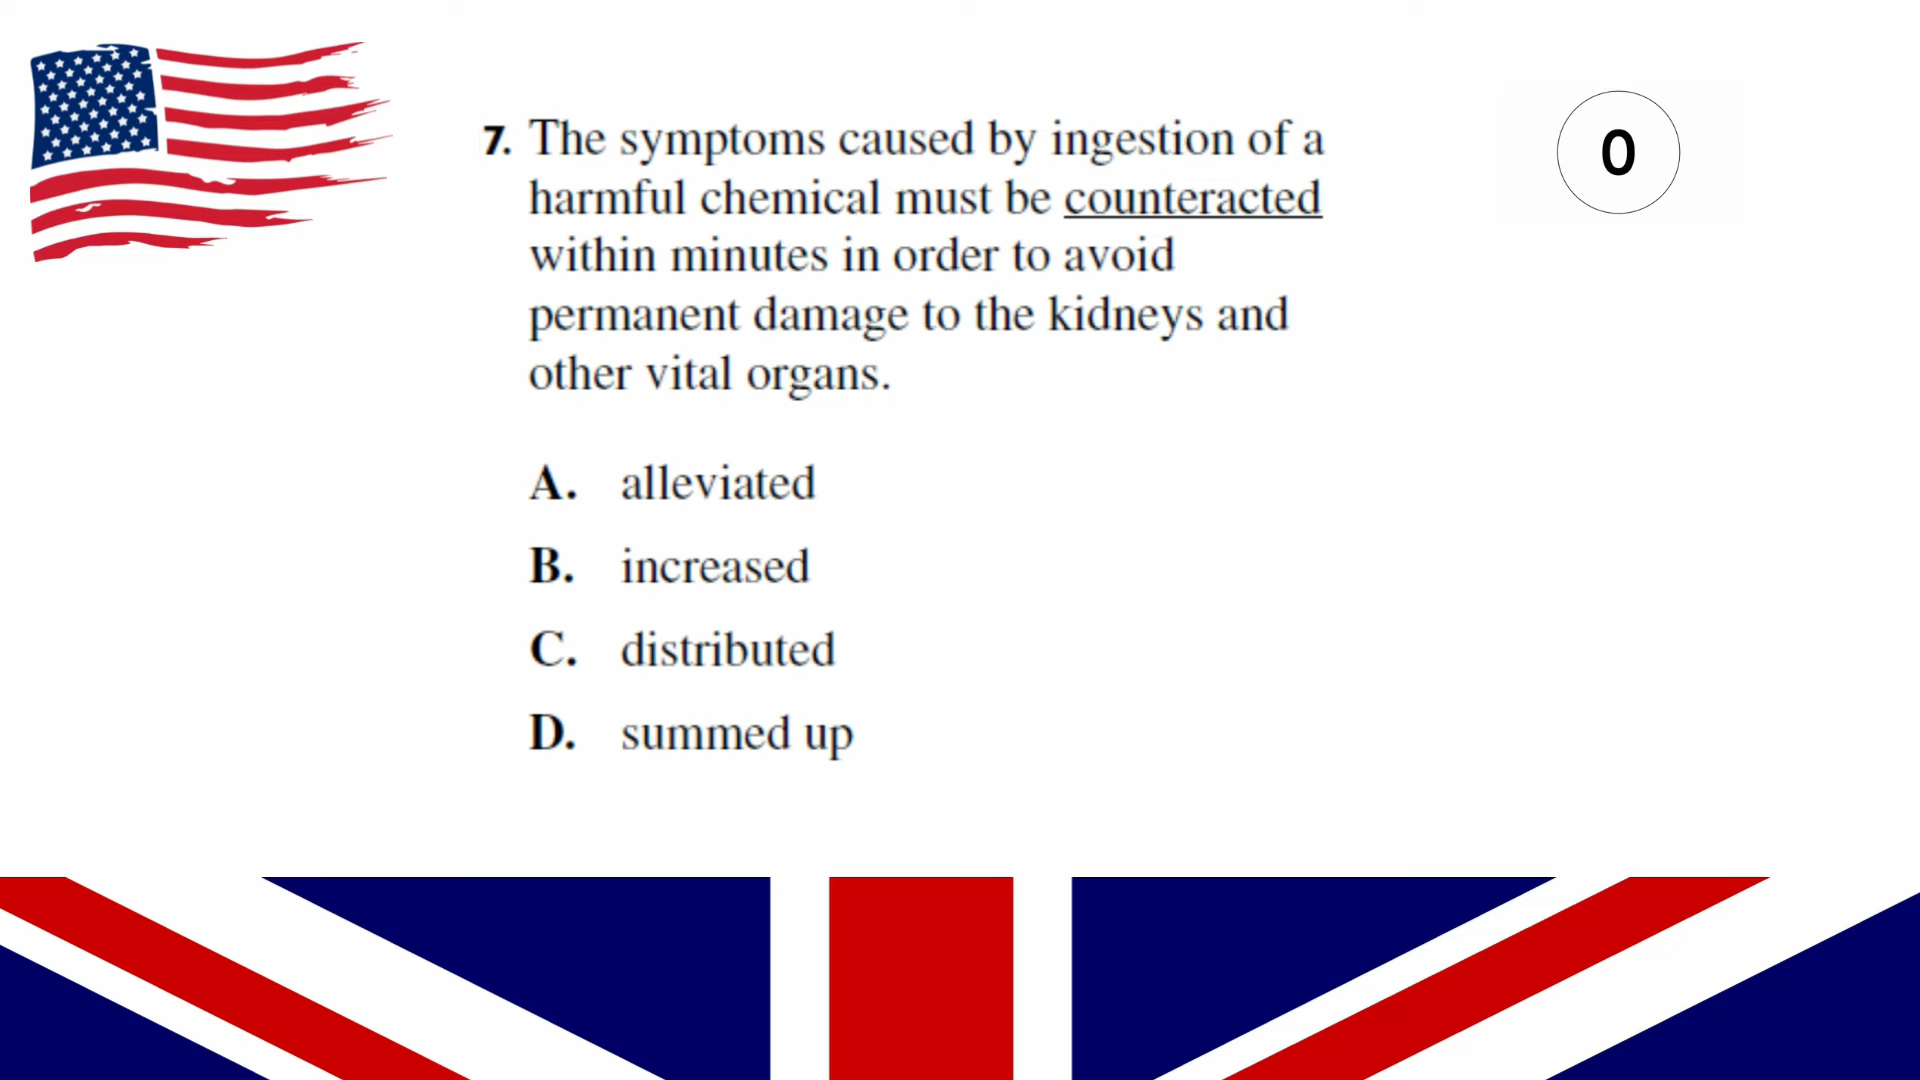 7. The symptoms caused by ingestion of a
harmful chemical must be counteracted
within minutes in order to avoid
permanent damage to the kidneys and
other vital organs.
A. alleviated
B. increased
C. distributed
D. summed up
0